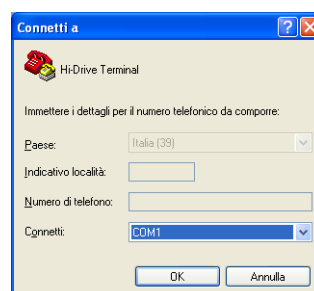 Connetti a
Hi-Drive Terminal
Immettere i dettagli per il numero telefonico da comporre:
Paese: Italia (39)
Indicativo località:
Numero di telefono:
Connetti: COM1
OK Annulla